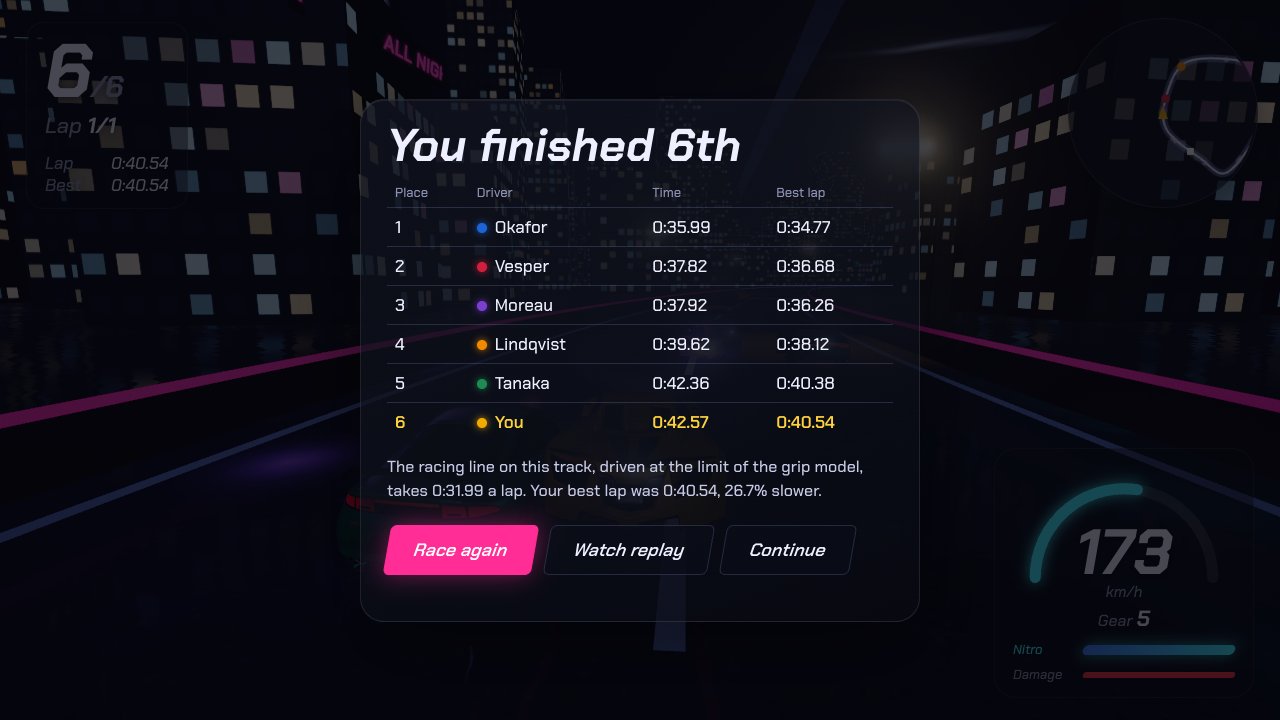 6/6
Lap 1/1
Lap 0:40.54
Best 0:40.54
ALL NIG
You finished 6th
Place Driver Time Best lap
1 Okafor 0:35.99 0:34.77
2 Vesper 0:37.82 0:36.68
3 Moreau 0:37.92 0:36.26
4 Lindqvist 0:39.62 0:38.12
5 Tanaka 0:42.36 0:40.38
6 You 0:42.57 0:40.54
The racing line on this track, driven at the limit of the grip model,
takes 0:31.99 a lap. Your best lap was 0:40.54, 26.7% slower.
Race again Watch replay Continue
173
km/h
Gear 5
Nitro
Damage